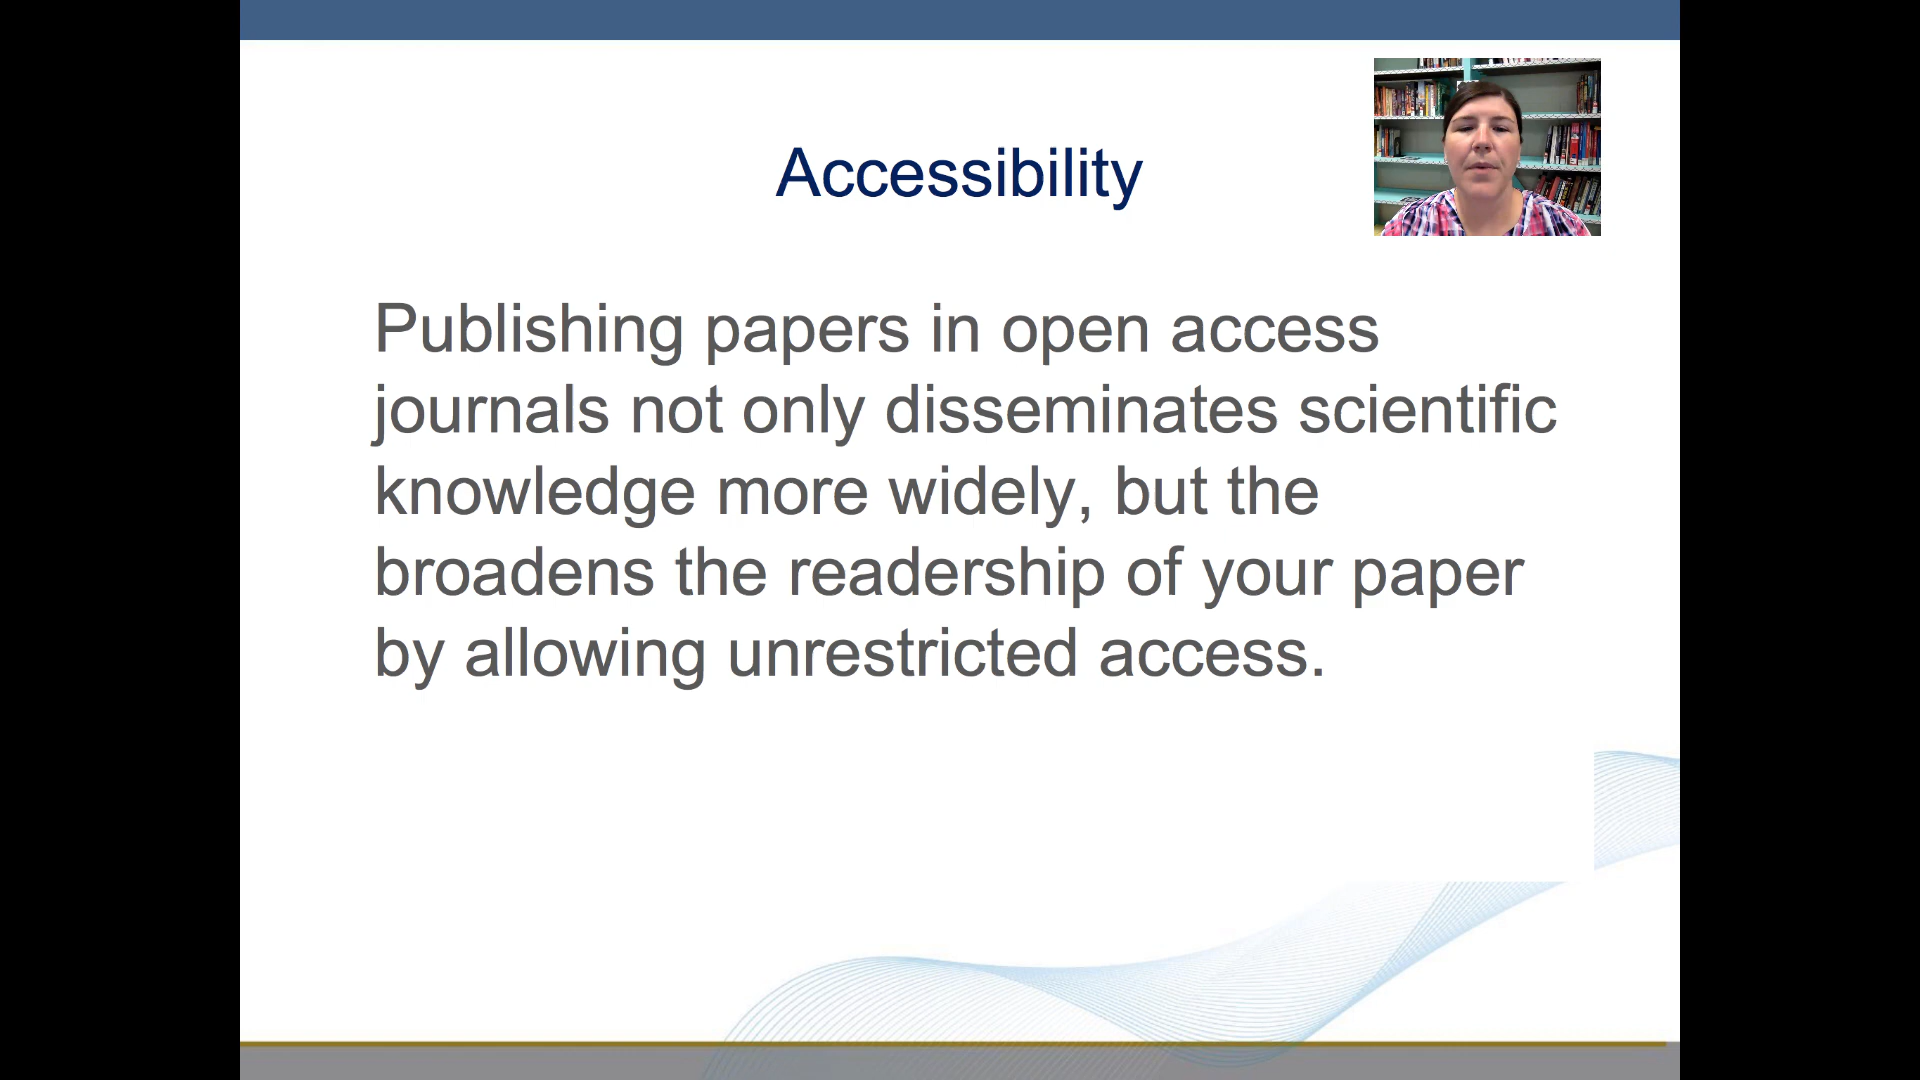 Accessibility
Publishing papers in open access
journals not only disseminates scientific
knowledge more widely, but the
broadens the readership of your paper
by allowing unrestricted access.